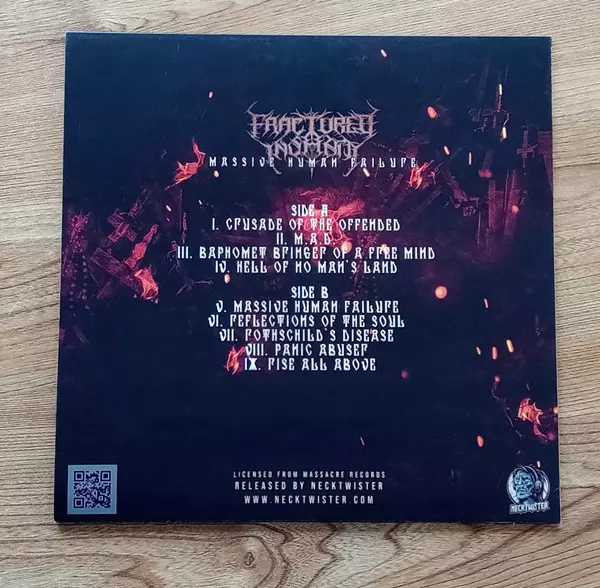 FRACTURED
INSANITY
MASSIVE HUMAN FAILURE
SIDE A
I. CRUSADE OF THE OFFENDED
II. M.A.D.
III. BAPHOMET BRINGER OF A FREE MIND
IV. HELL OF NO MAN'S LAND
SIDE B
V. MASSIVE HUMAN FAILURE
VI. REFLECTIONS OF THE SOUL
VII. ROTHSCHILD'S DISEASE
VIII. PANIC ABUSER
IX. RISE ALL ABOVE
LICENSED FROM MASSACRE RECORDS
RELEASED BY NECKTWISTER
WWW.NECKTWISTER.COM
NECKTWISTER